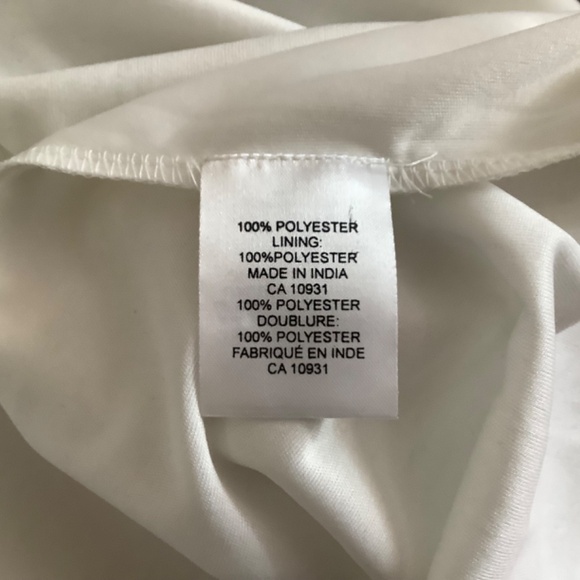 100% POLYESTER
LINING:
100%POLYESTER
MADE IN INDIA
CA 10931
100% POLYESTER
DOUBLURE:
100% POLYESTER
FABRIQUÉ EN INDE
CA 10931